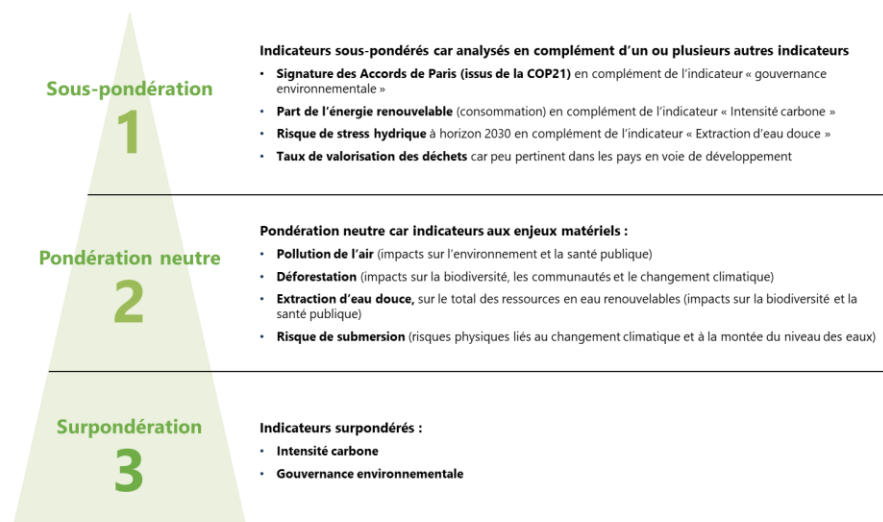 Sous-pondération
1
Indicateurs sous-pondérés car analysés en complément d'un ou plusieurs autres indicateurs
• Signature des Accords de Paris (issus de la COP21) en complément de l'indicateur « gouvernance
environnementale »
• Part de l'énergie renouvelable (consommation) en complément de l'indicateur « Intensité carbone »
• Risque de stress hydrique à horizon 2030 en complément de l'indicateur « Extraction d'eau douce »
• Taux de valorisation des déchets car peu pertinent dans les pays en voie de développement
Pondération neutre
2
Pondération neutre car indicateurs aux enjeux matériels :
• Pollution de l'air (impacts sur l'environnement et la santé publique)
• Déforestation (impacts sur la biodiversité, les communautés et le changement climatique)
• Extraction d'eau douce, sur le total des ressources en eau renouvelables (impacts sur la biodiversité et la
santé publique)
• Risque de submersion (risques physiques liés au changement climatique et à la montée du niveau des eaux)
Surpondération
3
Indicateurs surpondérés :
• Intensité carbone
• Gouvernance environnementale